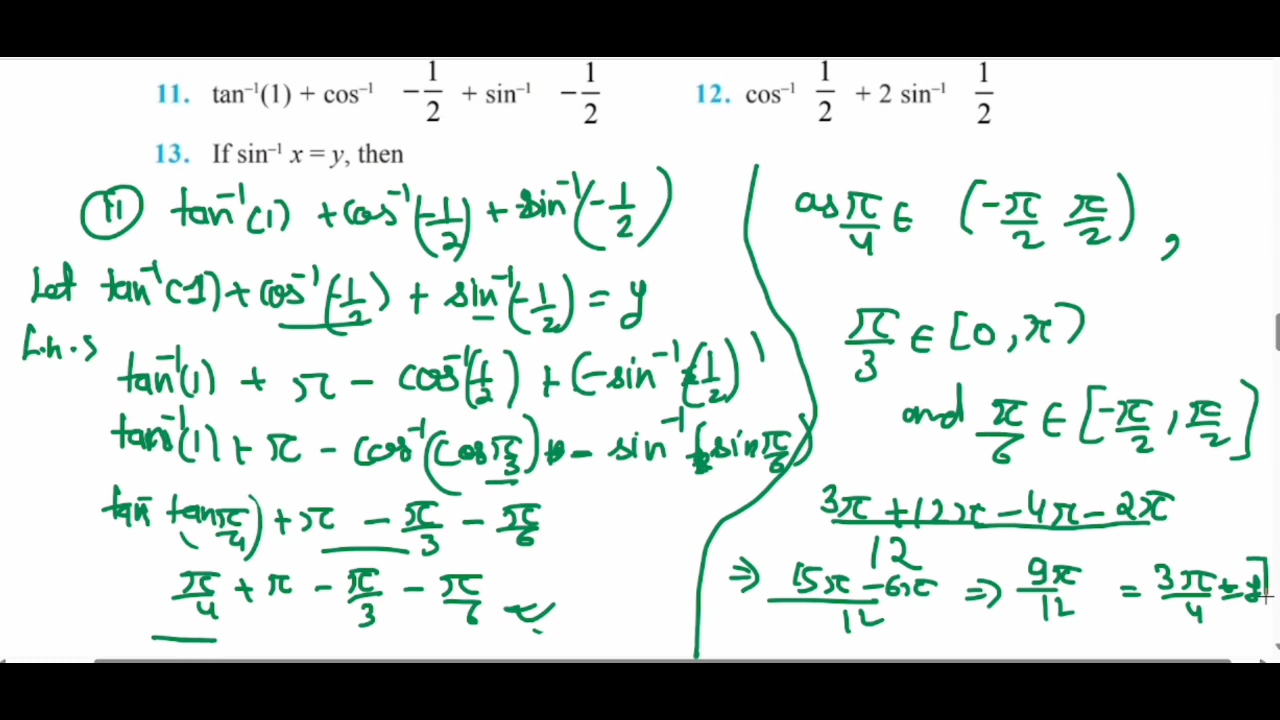 11. tan⁻¹(1) + cos⁻¹ -1/2 + sin⁻¹ -1/2
12. cos⁻¹ 1/2 + 2 sin⁻¹ 1/2
13. If sin⁻¹ x = y, then
11 tan⁻¹(1) + cos⁻¹(-1/2) + sin⁻¹(-1/2)
Let tan⁻¹(1) + cos⁻¹(-1/2) + sin⁻¹(-1/2) = y
L.h.s
tan⁻¹(1) + π - cos⁻¹(1/2) + (-sin⁻¹(1/2))
tan⁻¹(1) + π - cos⁻¹(cos π/3) - sin⁻¹(sin π/6)
tan⁻ tan π/4) + π - π/3 - π/6
π/4 + π - π/3 - π/6
as π/4 ∈ (-π/2 π/2),
π/3 ∈ [0, π)
and π/6 ∈ [-π/2, π/2]
3π + 12π - 4π - 2π / 12
⇒ 15π - 6π / 12 ⇒ 9π/12 = 3π/4 = y]